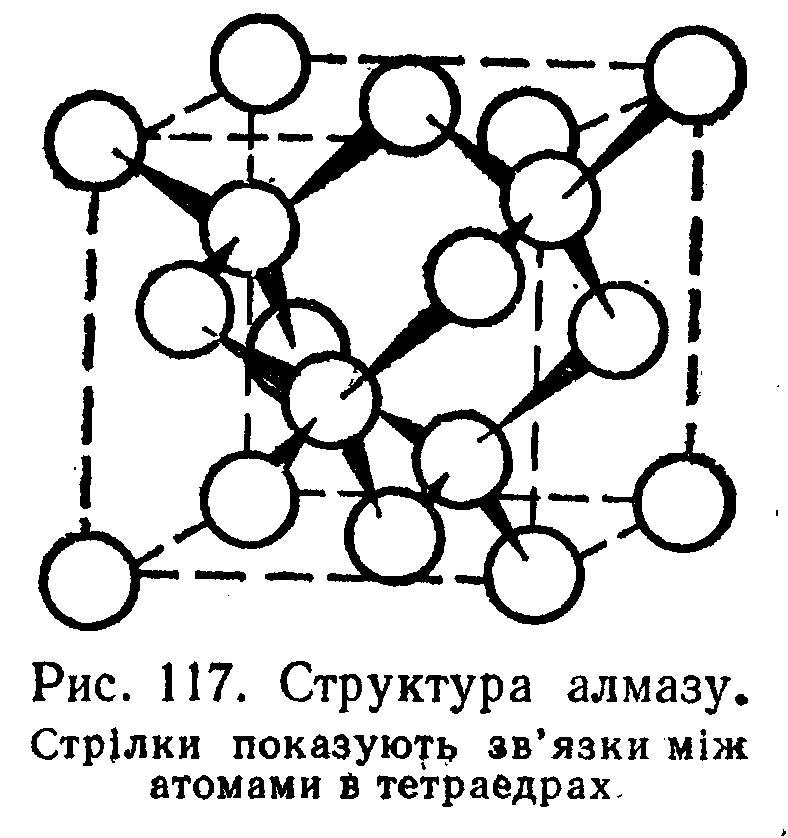 Рис. 117. Структура алмазу.
Стрілки показують зв’язки між
атомами в тетраедрах.